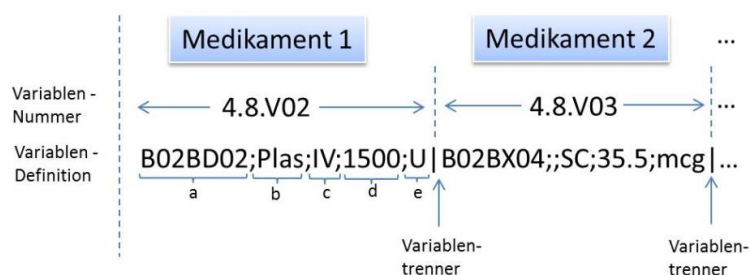 Medikament 1 Medikament 2 ...
Variablen - Nummer 4.8.V02 4.8.V03 ...
Variablen - Definition B02BD02;Plas;IV;1500;U| B02BX04;;SC;35.5;mcg|...
a b c d e
Variablen- trenner Variablen- trenner